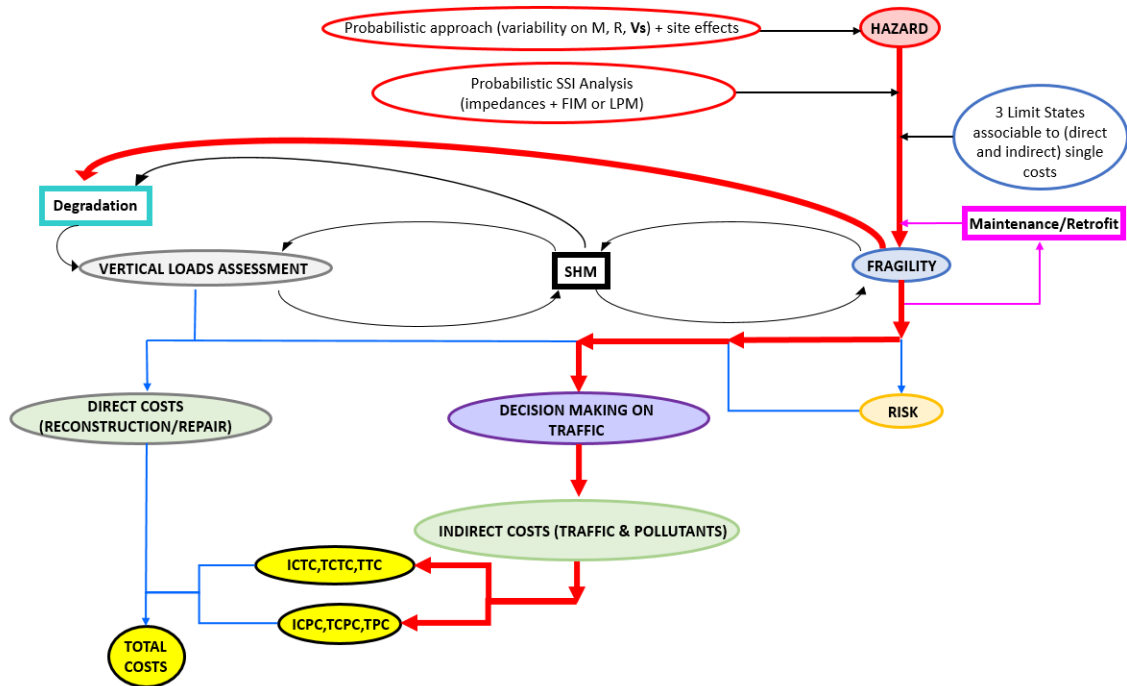 Probabilistic approach (variability on M, R, Vs) + site effects
HAZARD
Probabilistic SSI Analysis
(impedances + FIM or LPM)
3 Limit States
associable to (direct
and indirect) single
costs
Degradation
Maintenance/Retrofit
VERTICAL LOADS ASSESSMENT
SHM
FRAGILITY
DIRECT COSTS
(RECONSTRUCTION/REPAIR)
DECISION MAKING ON
TRAFFIC
RISK
INDIRECT COSTS (TRAFFIC & POLLUTANTS)
ICTC,TCTC,TTC
ICPC,TCPC,TPC
TOTAL
COSTS